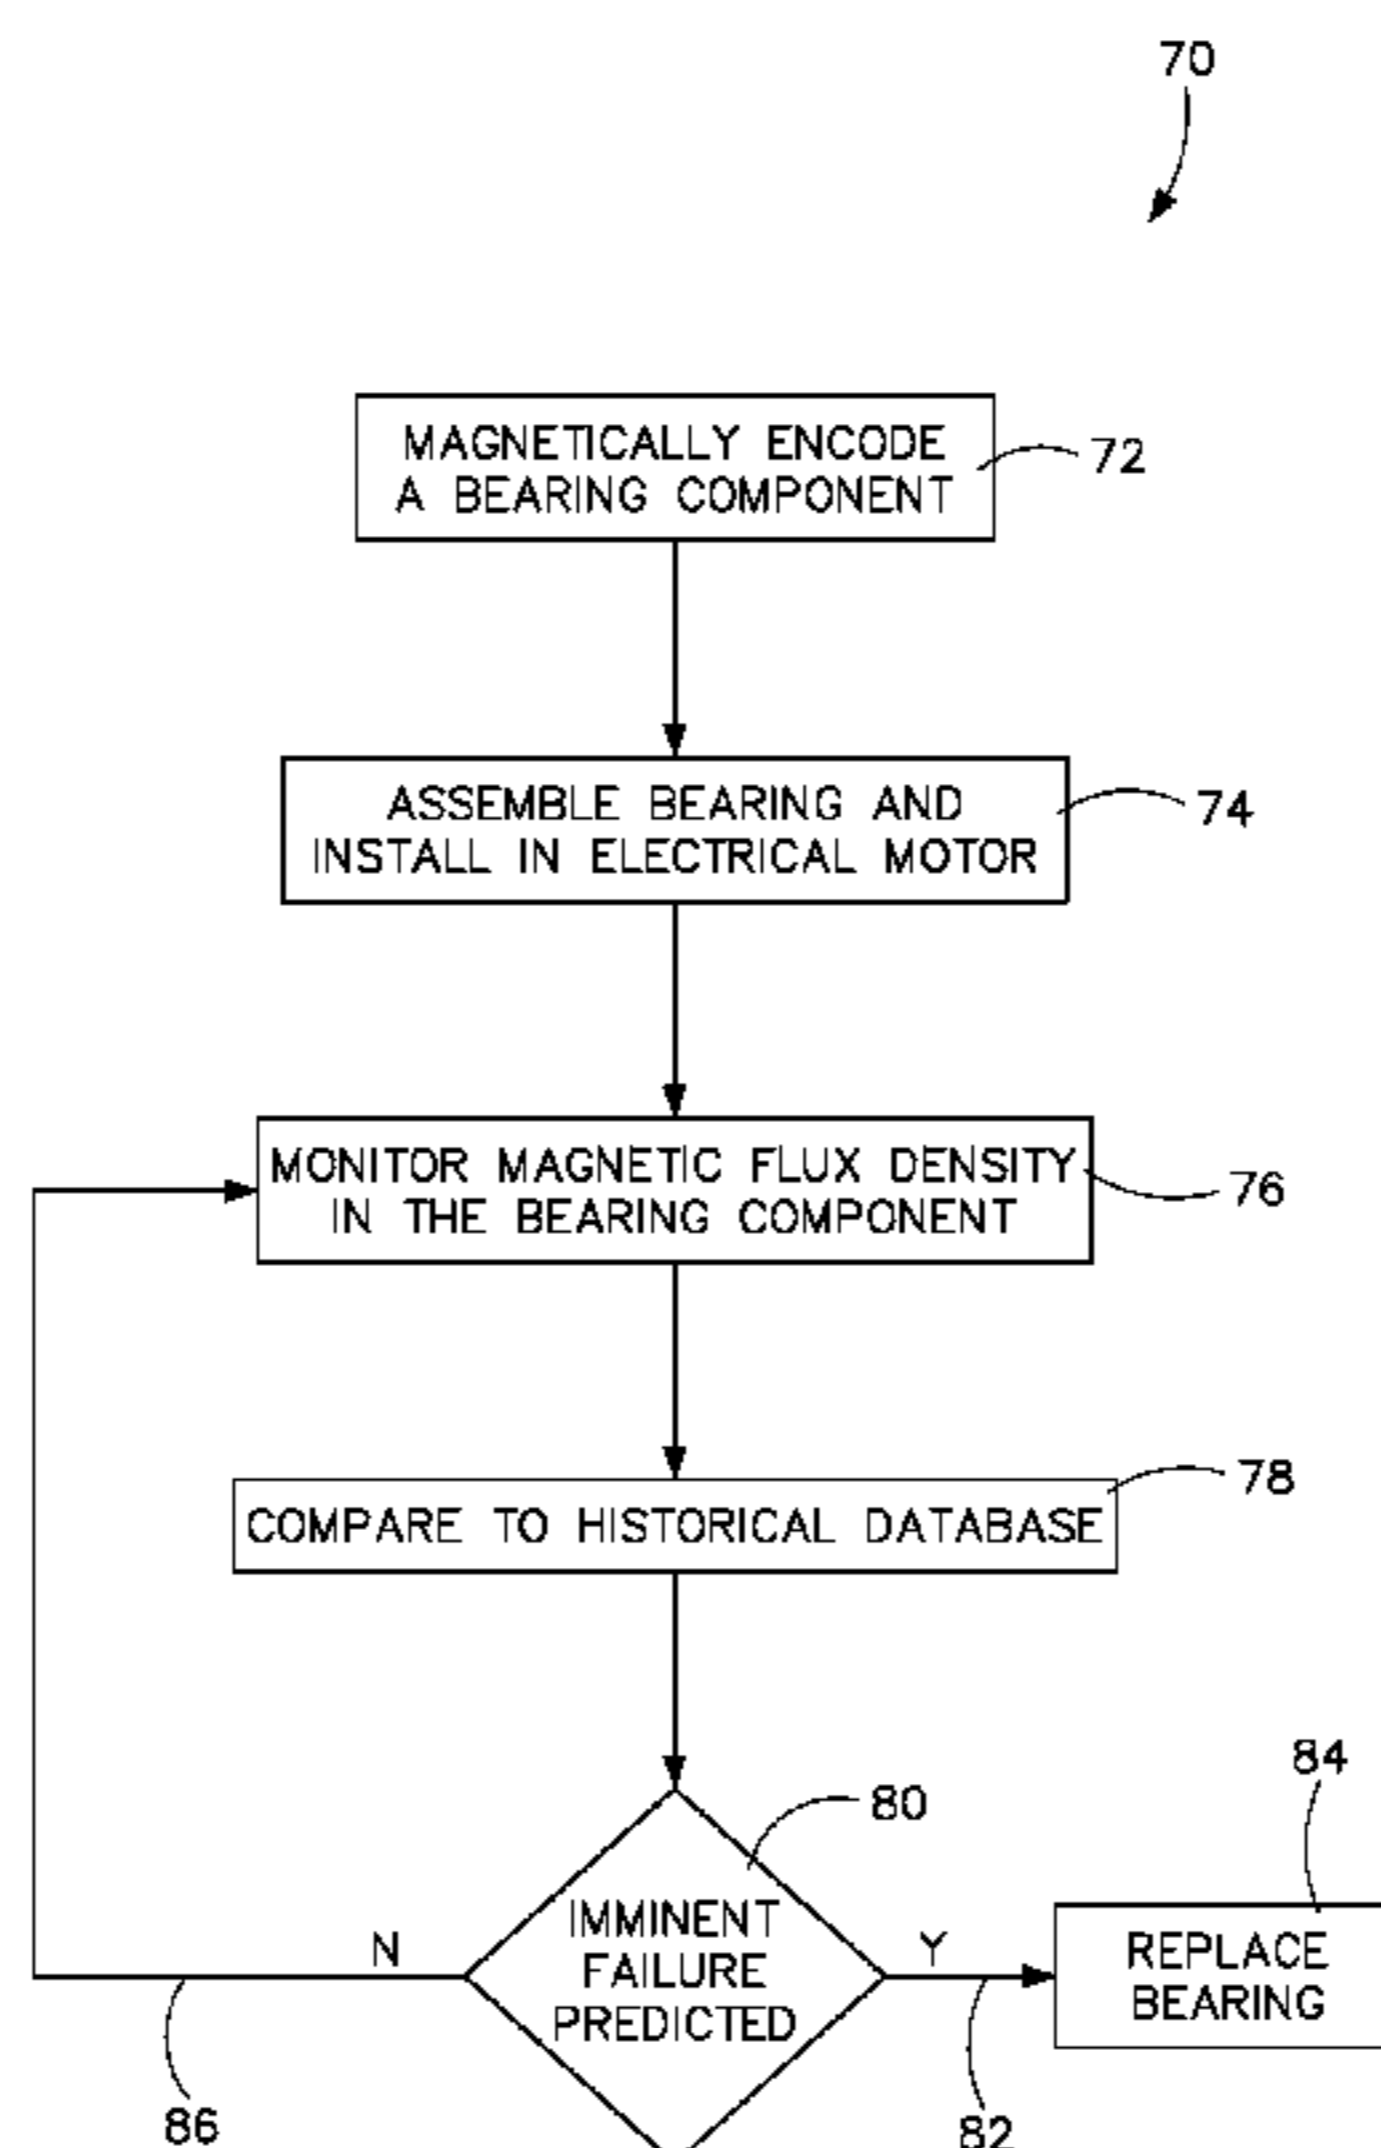 70
MAGNETICALLY ENCODE
A BEARING COMPONENT
72
ASSEMBLE BEARING AND
INSTALL IN ELECTRICAL MOTOR
74
MONITOR MAGNETIC FLUX DENSITY
IN THE BEARING COMPONENT
76
78
COMPARE TO HISTORICAL DATABASE
84
80
IMMINENT
FAILURE
PREDICTED
N
Y
REPLACE
BEARING
86
82